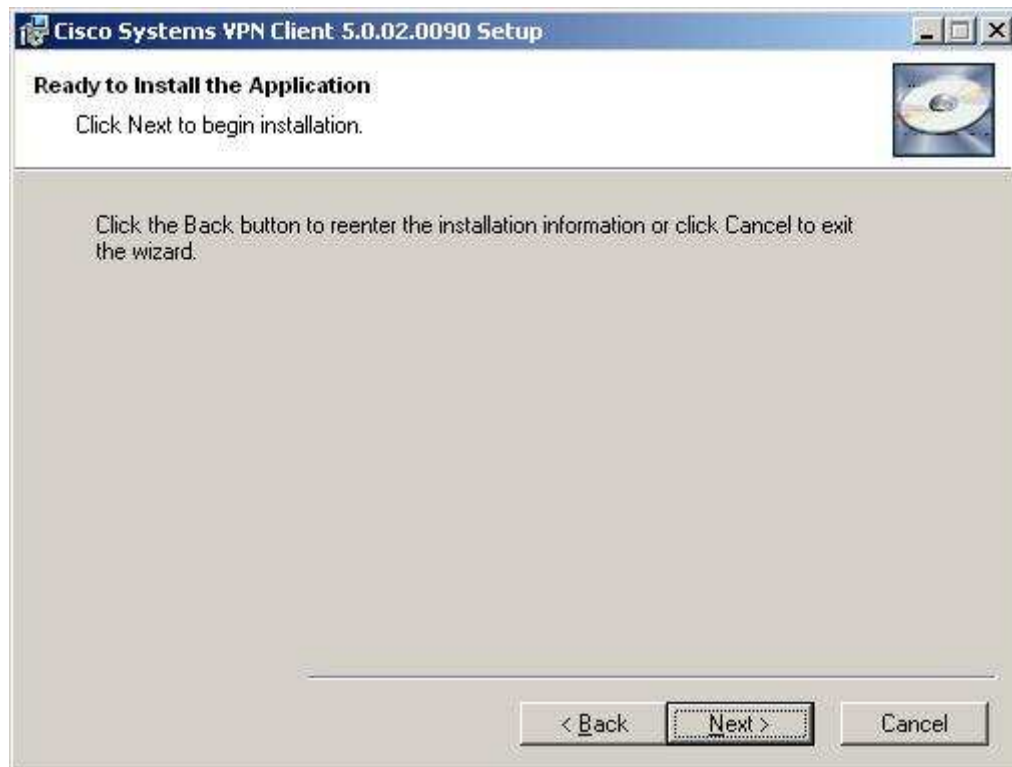 Cisco Systems VPN Client 5.0.02.0090 Setup
Ready to Install the Application
Click Next to begin installation.
Click the Back button to reenter the installation information or click Cancel to exit
the wizard.
< Back Next > Cancel